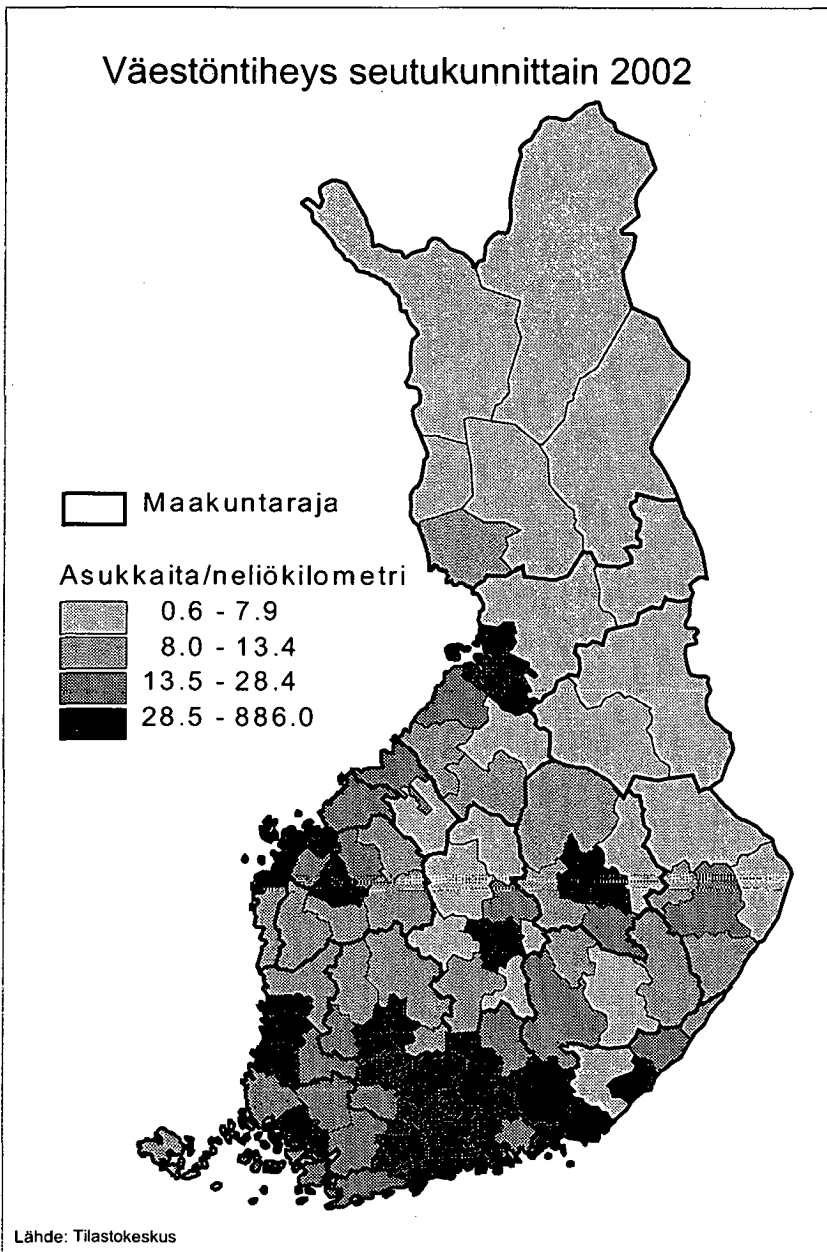 Väestöntiheys seutukunnittain 2002
Maakuntaraja
Asukkaita/neliökilometri
0.6 - 7.9
8.0 - 13.4
13.5 - 28.4
28.5 - 886.0
Lähde: Tilastokeskus